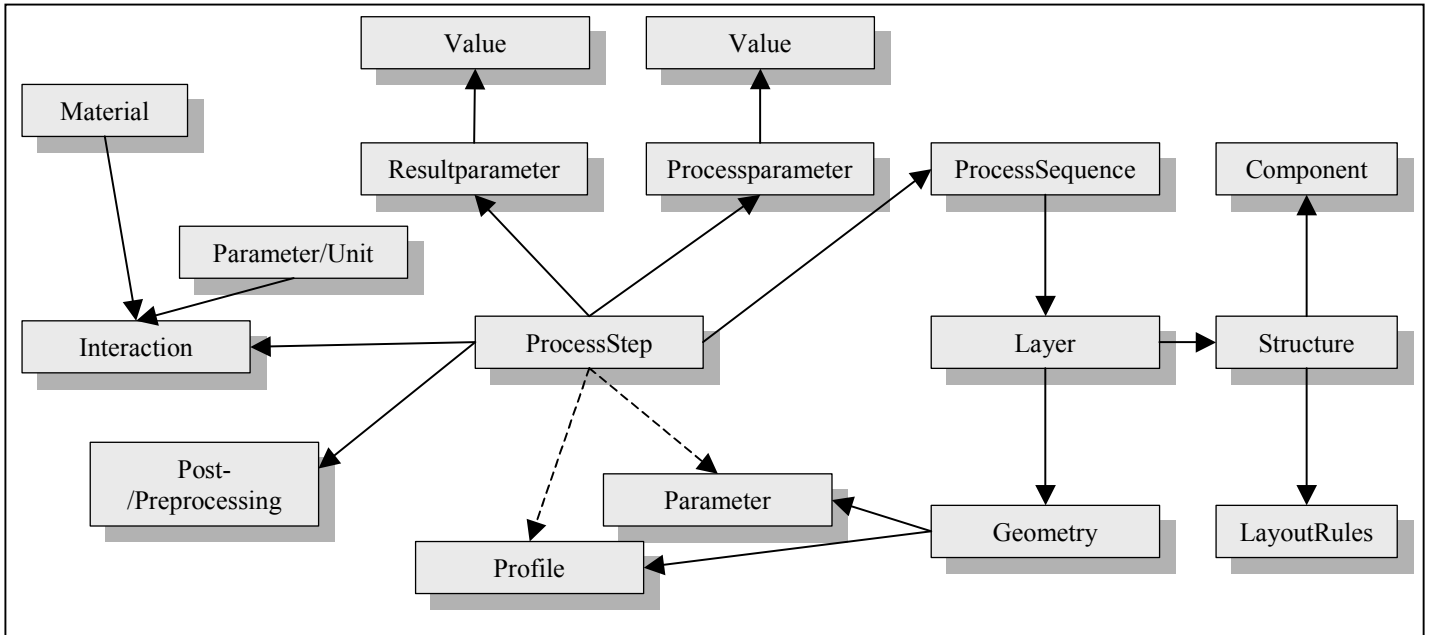 Value
Value
Material
Resultparameter
Processparameter
ProcessSequence
Component
Parameter/Unit
Interaction
ProcessStep
Layer
Structure
Post-
/Preprocessing
Parameter
Geometry
LayoutRules
Profile